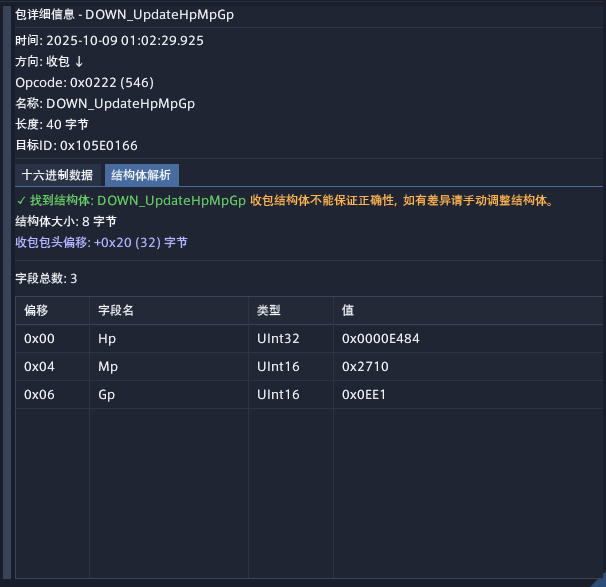 包详细信息 - DOWN_UpdateHpMpGp
时间: 2025-10-09 01:02:29.925
方向: 收包 ↓
Opcode: 0x0222 (546)
名称: DOWN_UpdateHpMpGp
长度: 40 字节
目标ID: 0x105E0166
十六进制数据 结构体解析
✓ 找到结构体: DOWN_UpdateHpMpGp 收包结构体不能保证正确性, 如有差异请手动调整结构体。
结构体大小: 8 字节
收包包头偏移: +0x20 (32) 字节
字段总数: 3
偏移 字段名 类型 值
0x00 Hp UInt32 0x0000E484
0x04 Mp UInt16 0x2710
0x06 Gp UInt16 0x0EE1